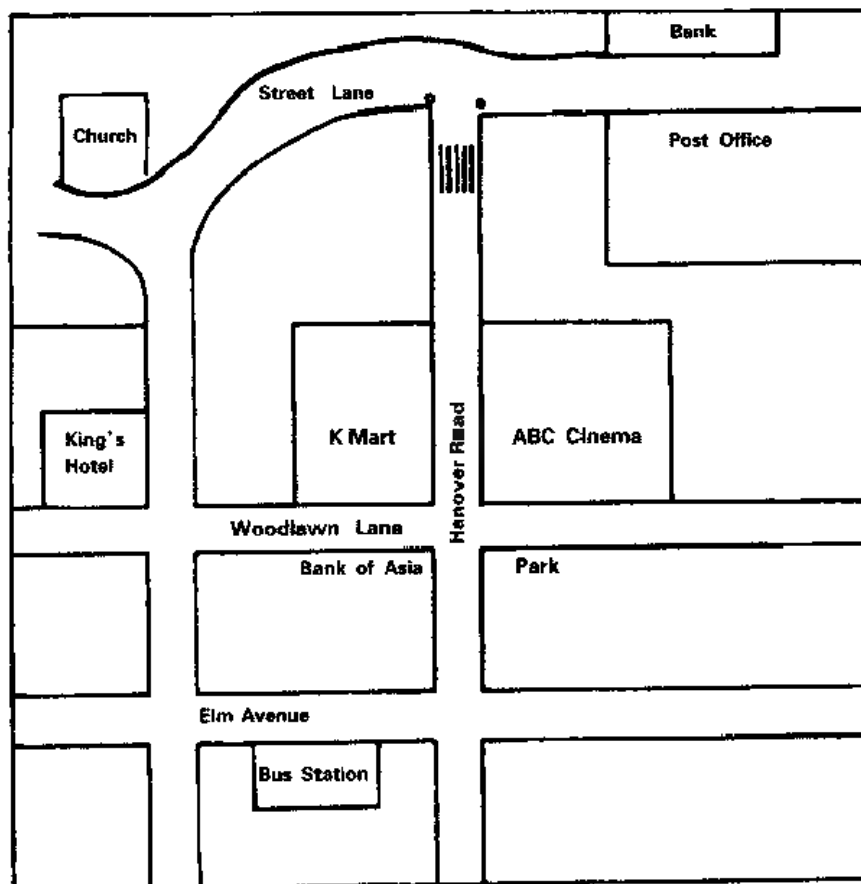 Bank
Street Lane
Church
Post Office
King's
Hotel
K Mart
Hanover Road
ABC Cinema
Woodlawn Lane
Bank of Asia
Park
Elm Avenue
Bus Station